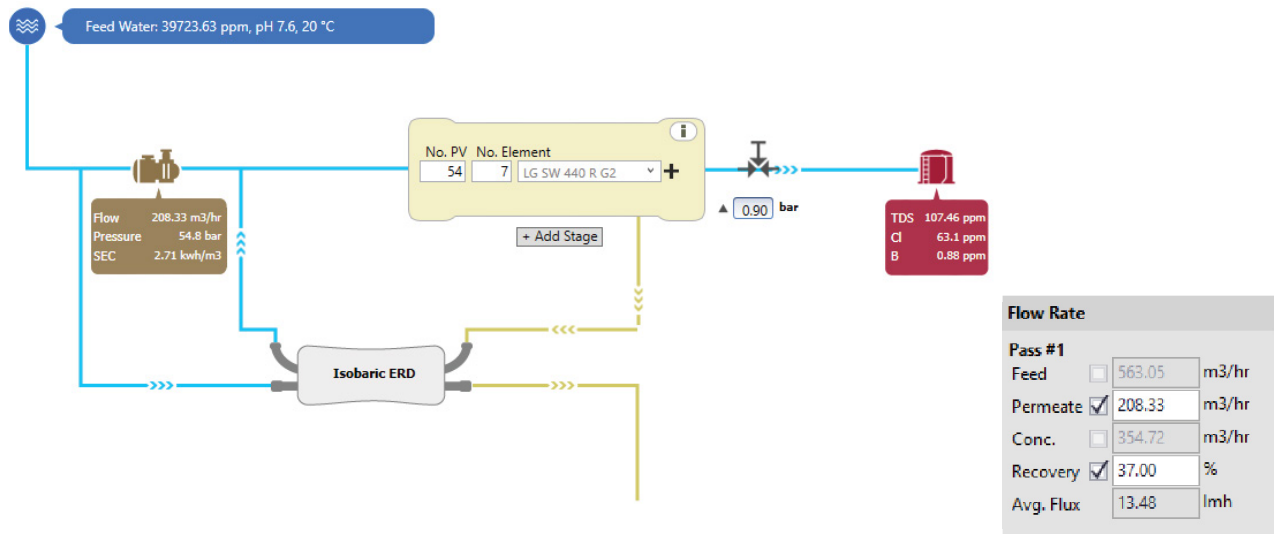 Feed Water: 39723.63 ppm, pH 7.6, 20 °C
No. PV No. Element
54 7 LG SW 440 R G2 +
i
+ Add Stage
▲ 0.90 bar
Flow 208.33 m3/hr
Pressure 54.8 bar
SEC 2.71 kwh/m3
TDS 107.46 ppm
Cl 63.1 ppm
B 0.88 ppm
Isobaric ERD
Flow Rate
Pass #1
Feed 563.05 m3/hr
Permeate 208.33 m3/hr
Conc. 354.72 m3/hr
Recovery 37.00 %
Avg. Flux 13.48 lmh